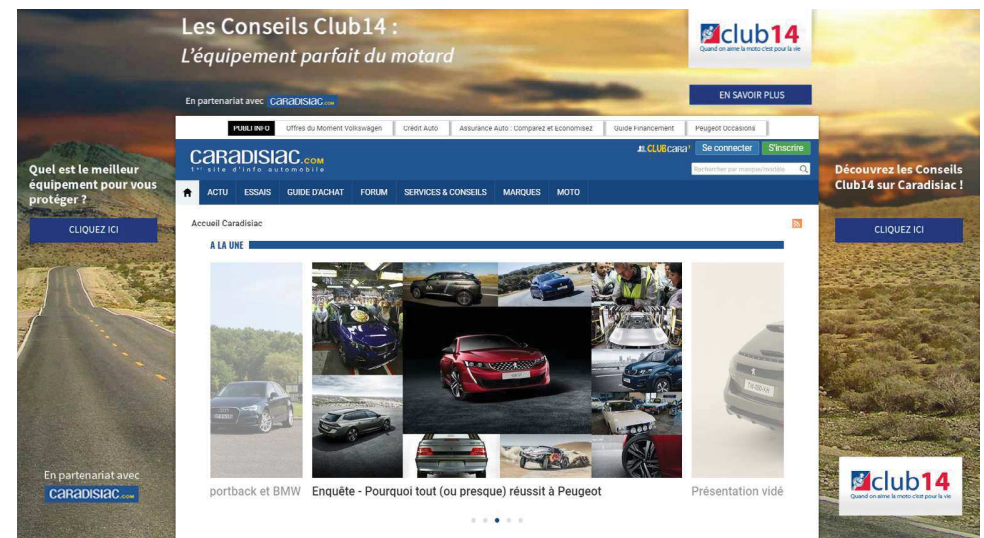 Les Conseils Club14 :
L'équipement parfait du motard
club14
Quand on aime la moto c'est pour la vie
En partenariat avec CARADISIAC.COM
EN SAVOIR PLUS
PUBLI INFO
Offres du Moment Volkswagen
Crédit Auto
Assurance Auto : Comparez et Economisez
Guide Financement
Peugeot Occasions
CARADISIAC.COM
1er site d'info automobile
CLUBcara'
Se connecter
S'inscrire
Rechercher par marque/modèle
ACTU
ESSAIS
GUIDE D'ACHAT
FORUM
SERVICES & CONSEILS
MARQUES
MOTO
Quel est le meilleur
équipement pour vous
protéger ?
CLIQUEZ ICI
Découvrez les Conseils
Club14 sur Caradisiac !
CLIQUEZ ICI
Accueil Caradisiac
A LA UNE
portback et BMW
Enquête - Pourquoi tout (ou presque) réussit à Peugeot
Présentation vidé
En partenariat avec
CARADISIAC.COM
club14
Quand on aime la moto c'est pour la vie